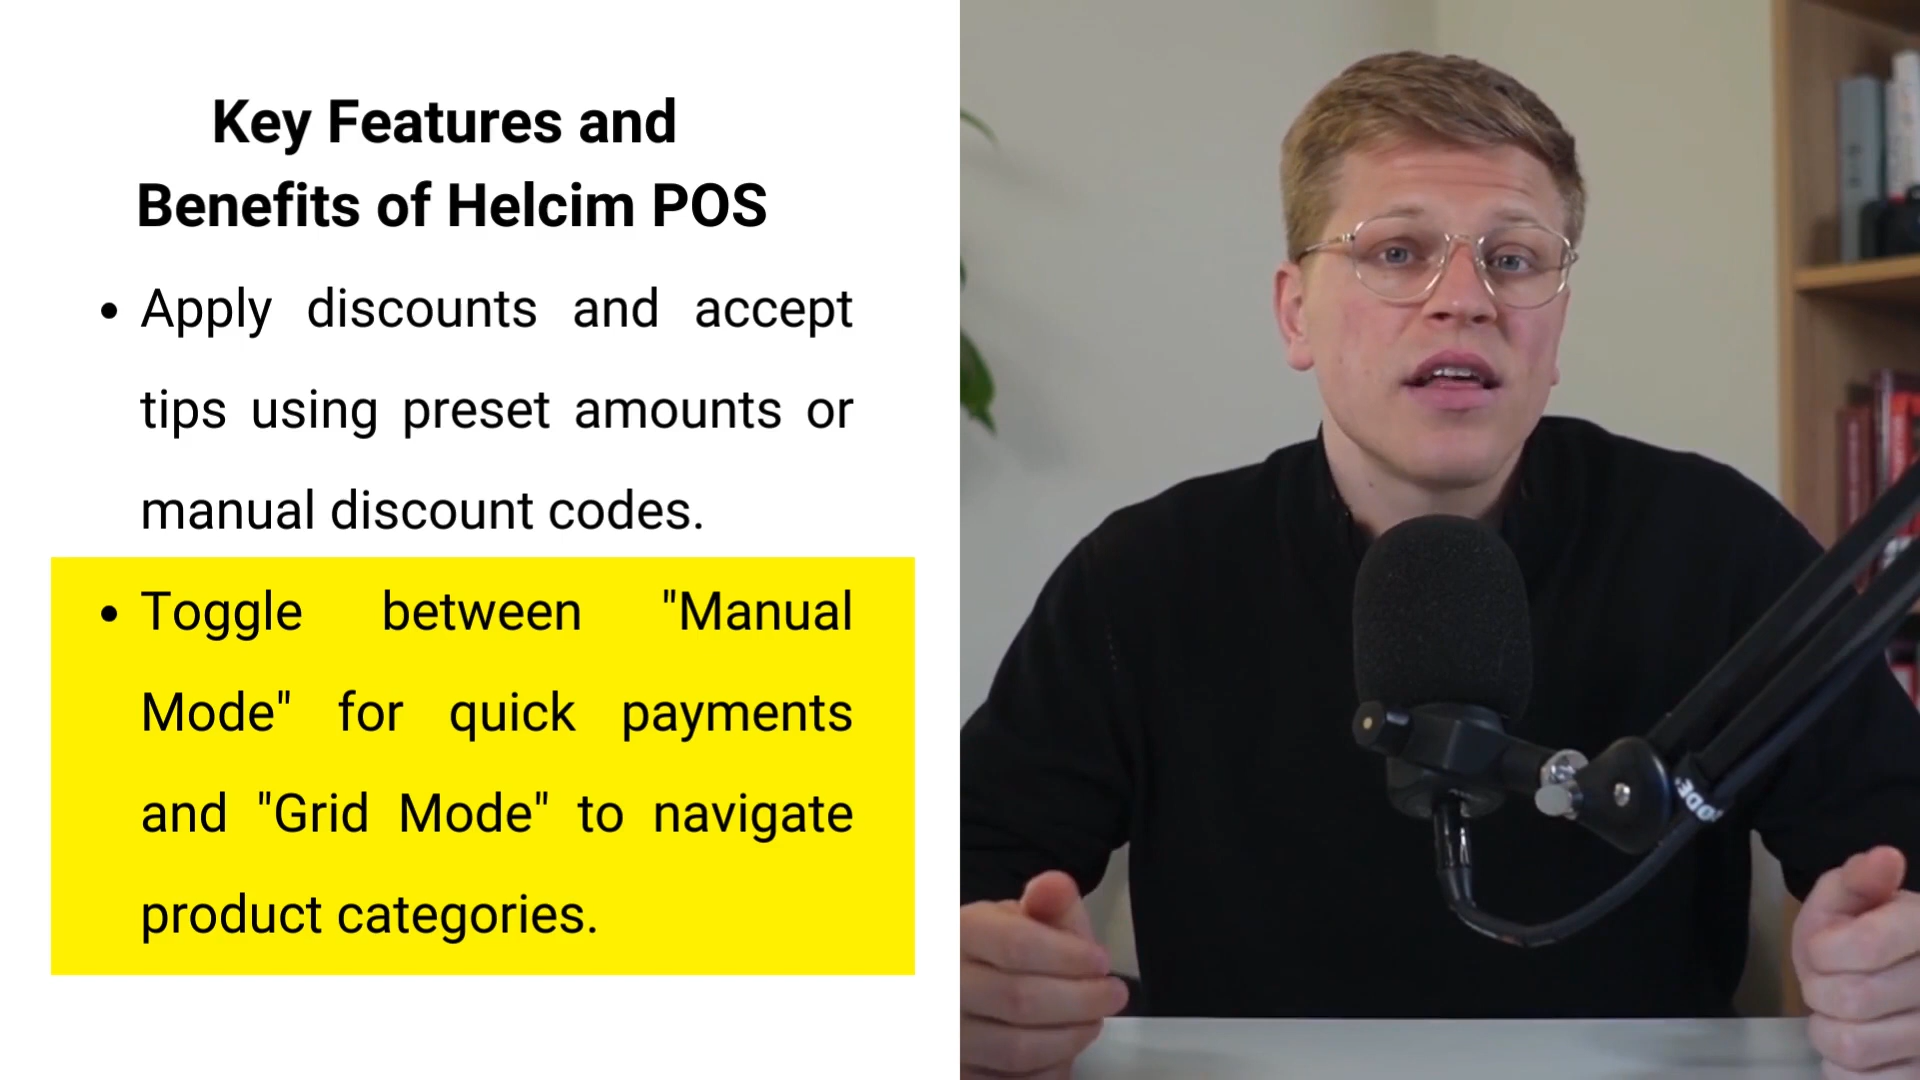 Key Features and
Benefits of Helcim POS
• Apply discounts and accept
tips using preset amounts or
manual discount codes.
• Toggle between "Manual
Mode" for quick payments
and "Grid Mode" to navigate
product categories.